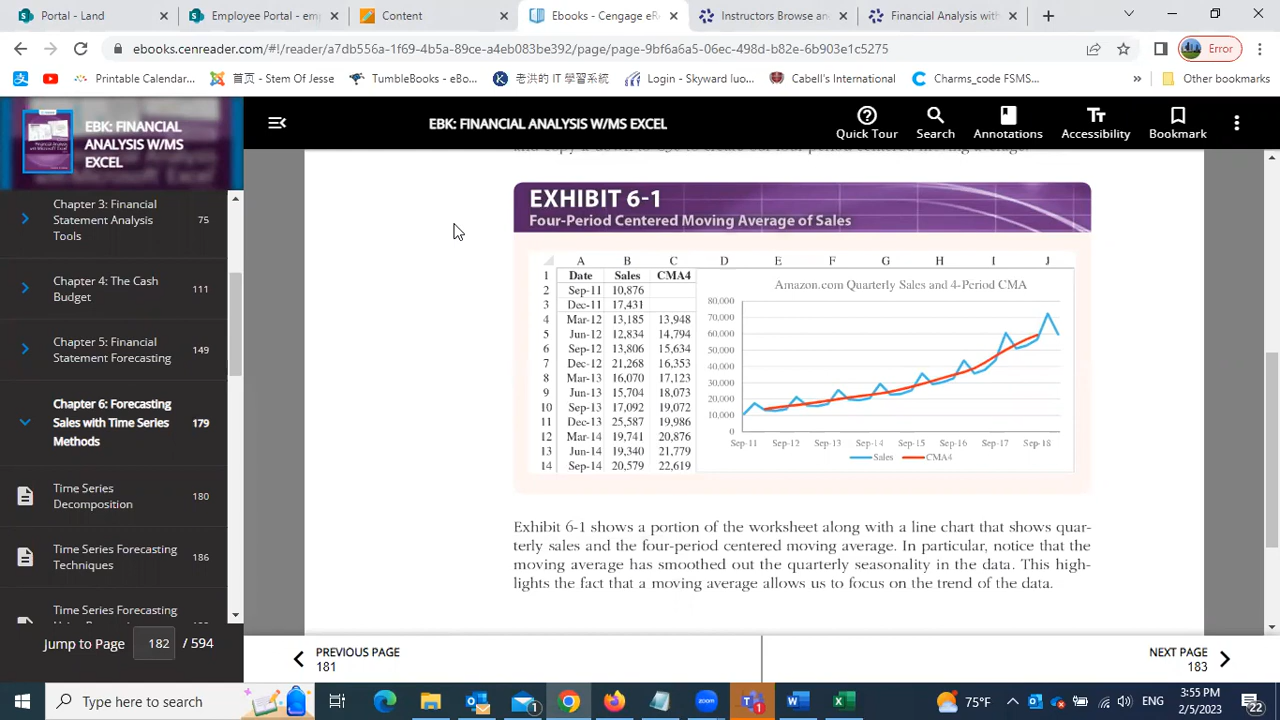 Portal - Land
Employee Portal - emp
Content
Ebooks - Cengage eRe
Instructors Browse and
Financial Analysis with
ebooks.cenreader.com/#!/reader/a7db556a-1f69-4b5a-89ce-a4eb083be392/page/page-9bf6a6a5-06ec-498d-b82e-6b903e1c5275
Error
Printable Calendar...
首页 - Stem Of Jesse
TumbleBooks - eBo...
老洪的 IT 學習系統
Login - Skyward luo...
Cabell's International
Charms_code FSMS...
Other bookmarks
EBK: FINANCIAL
ANALYSIS W/MS
EXCEL
EBK: FINANCIAL ANALYSIS W/MS EXCEL
Quick Tour
Search
Annotations
Accessibility
Bookmark
Chapter 3: Financial
Statement Analysis
Tools
75
Chapter 4: The Cash
Budget
111
Chapter 5: Financial
Statement Forecasting
149
Chapter 6: Forecasting
Sales with Time Series
Methods
179
Time Series
Decomposition
180
Time Series Forecasting
Techniques
186
Time Series Forecasting
Jump to Page 182 / 594
EXHIBIT 6-1
Four-Period Centered Moving Average of Sales
A B C D E F G H I J
1 Date Sales CMA4
2 Sep-11 10,876
3 Dec-11 17,431
4 Mar-12 13,185 13,948
5 Jun-12 12,834 14,794
6 Sep-12 13,806 15,634
7 Dec-12 21,268 16,353
8 Mar-13 16,070 17,123
9 Jun-13 15,704 18,073
10 Sep-13 17,092 19,072
11 Dec-13 25,587 19,986
12 Mar-14 19,741 20,876
13 Jun-14 19,340 21,779
14 Sep-14 20,579 22,619
Amazon.com Quarterly Sales and 4-Period CMA
80,000
70,000
60,000
50,000
40,000
30,000
20,000
10,000
0
Sep-11 Sep-12 Sep-13 Sep-14 Sep-15 Sep-16 Sep-17 Sep-18
Sales CMA4
Exhibit 6-1 shows a portion of the worksheet along with a line chart that shows quar-
terly sales and the four-period centered moving average. In particular, notice that the
moving average has smoothed out the quarterly seasonality in the data. This high-
lights the fact that a moving average allows us to focus on the trend of the data.
PREVIOUS PAGE
181
NEXT PAGE
183
Type here to search
75°F
ENG
3:55 PM
2/5/2023
22